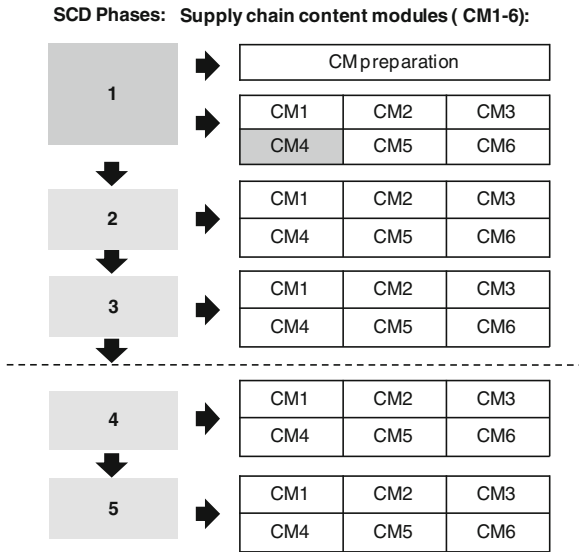 SCD Phases: Supply chain content modules ( CM1-6):
CM preparation
1
CM1 CM2 CM3
CM4 CM5 CM6
CM1 CM2 CM3
2
CM4 CM5 CM6
CM1 CM2 CM3
3
CM4 CM5 CM6
CM1 CM2 CM3
4
CM4 CM5 CM6
CM1 CM2 CM3
5
CM4 CM5 CM6